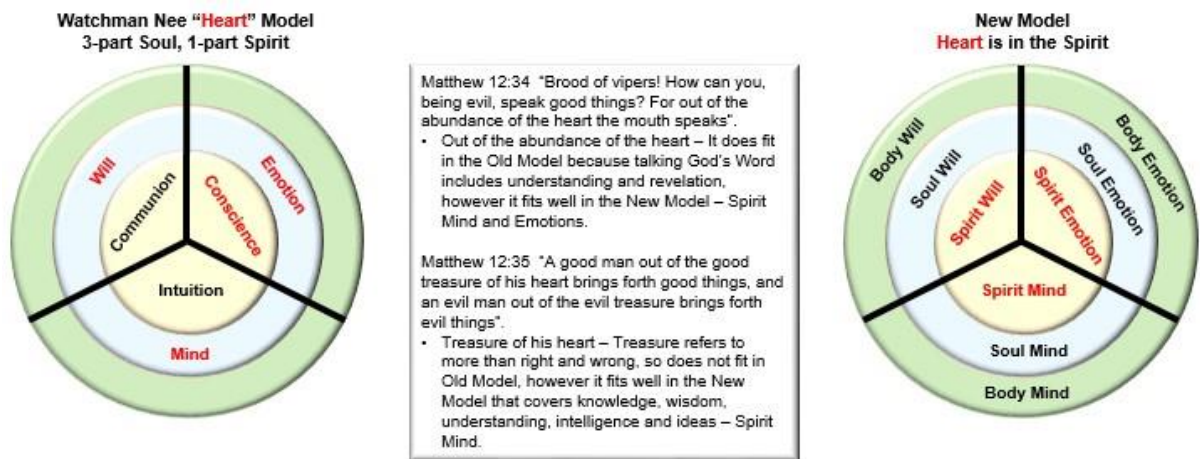 Watchman Nee “Heart” Model
3-part Soul, 1-part Spirit
Will
Emotion
Communion
Conscience
Intuition
Mind
Matthew 12:34 “Brood of vipers! How can you,
being evil, speak good things? For out of the
abundance of the heart the mouth speaks”.
• Out of the abundance of the heart – It does fit
in the Old Model because talking God’s Word
includes understanding and revelation,
however it fits well in the New Model – Spirit
Mind and Emotions.
Matthew 12:35 “A good man out of the good
treasure of his heart brings forth good things, and
an evil man out of the evil treasure brings forth
evil things”.
• Treasure of his heart – Treasure refers to
more than right and wrong, so does not fit in
Old Model, however it fits well in the New
Model that covers knowledge, wisdom,
understanding, intelligence and ideas – Spirit
Mind.
New Model
Heart is in the Spirit
Body Will
Body Emotion
Soul Will
Soul Emotion
Spirit Will
Spirit Emotion
Spirit Mind
Soul Mind
Body Mind